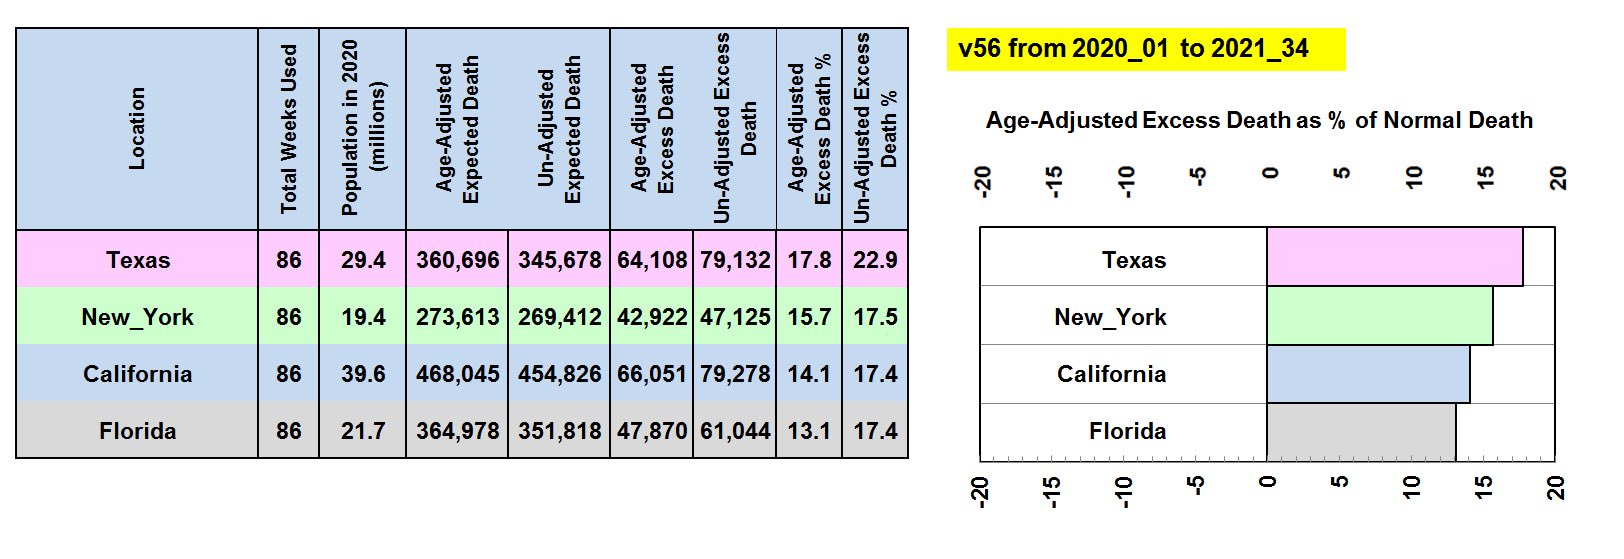 Location
Total Weeks Used
Population in 2020
(millions)
Age-Adjusted
Expected Death
Un-Adjusted
Expected Death
Age-Adjusted
Excess Death
Un-Adjusted Excess
Death
Age-Adjusted
Excess Death %
Un-Adjusted Excess
Death %
Texas 86 29.4 360,696 345,678 64,108 79,132 17.8 22.9
New_York 86 19.4 273,613 269,412 42,922 47,125 15.7 17.5
California 86 39.6 468,045 454,826 66,051 79,278 14.1 17.4
Florida 86 21.7 364,978 351,818 47,870 61,044 13.1 17.4
v56 from 2020_01 to 2021_34
Age-Adjusted Excess Death as % of Normal Death
-20 -15 -10 -5 0 5 10 15 20
Texas
New_York
California
Florida
-20 -15 -10 -5 0 5 10 15 20